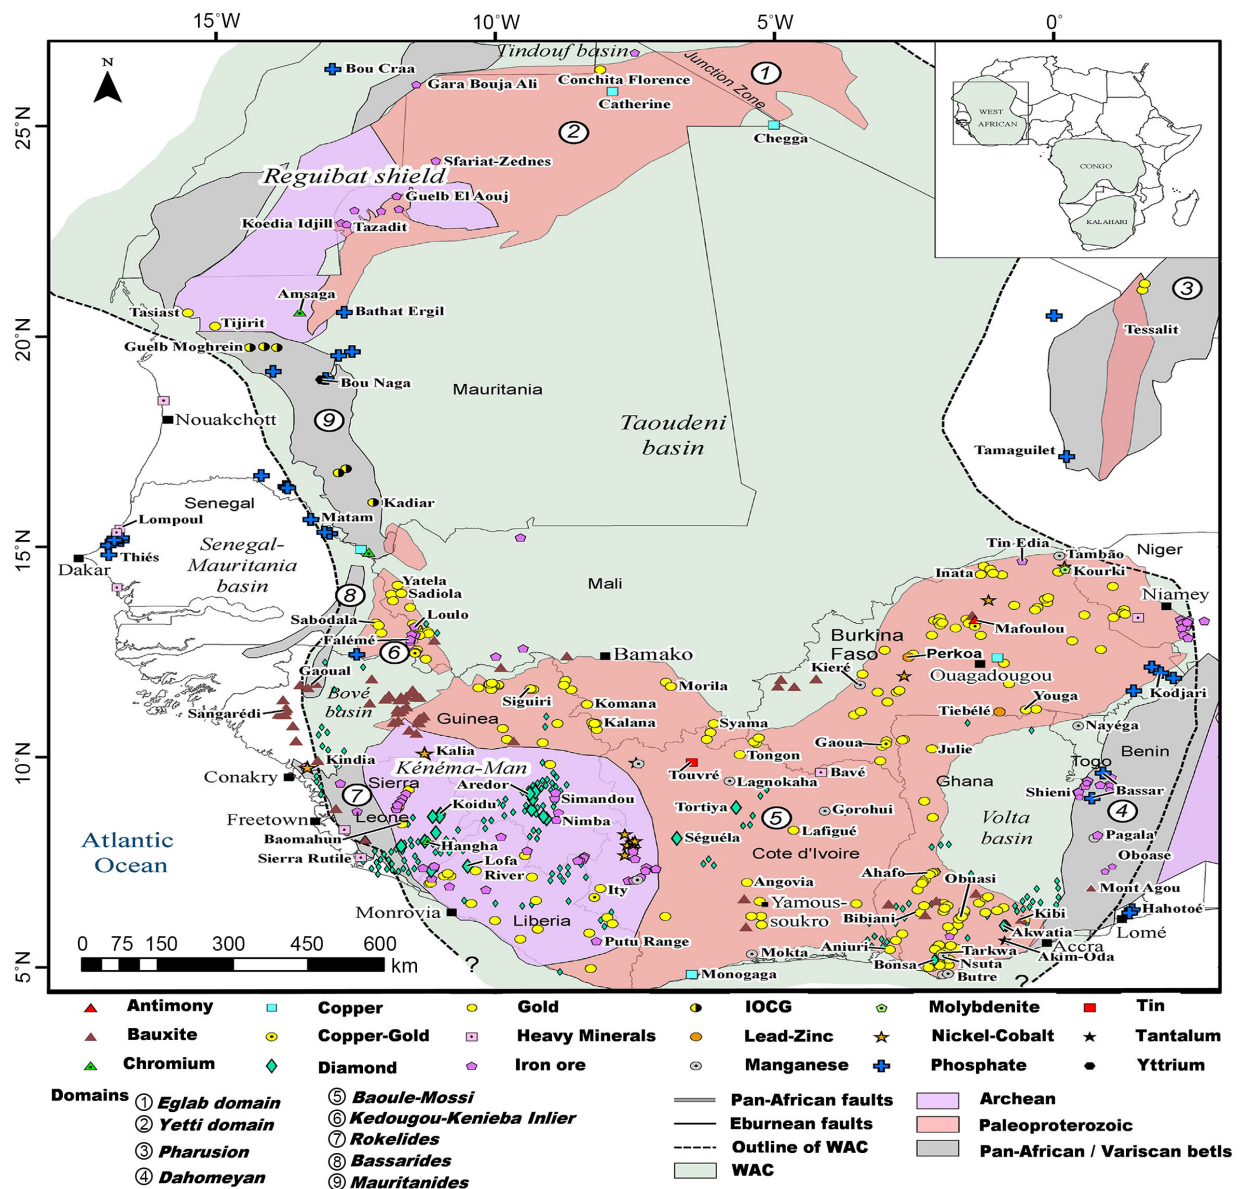 15°W
10°W
5°W
0°
25°N
20°N
15°N
10°N
5°N
N
Tindouf basin
Bou Craa
Gara Bouja Ali
Conchita Florence
Catherine
Junction Zone
1
2
Chegga
WEST
AFRICAN
CONGO
KALAHARI
Sfariat-Zednes
Reguibat shield
Guelb El Aouj
Koedia Idjill
Tazadit
Amsaga
Tasiast
Tijirit
Bathat Ergil
3
Tessalit
Guelb Moghrein
Bou Naga
Mauritania
Nouakchott
9
Taoudeni
basin
Tamaguilet
Kadiar
Senegal
Lompoul
Matam
Thiés
Dakar
Senegal-
Mauritania
basin
8
Mali
Tin Edia
Tambão
Niger
Inata
Kourki
Niamey
Yatela
Sadiola
Loulo
Sabodala
Falémé
6
Mafoulou
Burkina
Faso
Perkoa
Kieré
Ouagadougou
Bamako
Gaoual
Bové
basin
Sangarédi
Siguiri
Morila
Komana
Kalana
Guinea
Syama
Tiebélé
Youga
Kodjari
Nayéga
Gaoua
Julie
Benin
Tongon
Kalia
Kénéma-Man
Kindia
Conakry
Sierra
Leone
7
Aredor
Koidu
Simandou
Nimba
Touvré
Bavé
Lagnokaha
Tortiya
Gorohui
5
Ghana
Togo
Bassar
Shieni
4
Freetown
Baomahun
Hangha
Sierra Rutile
Lofa
River
Séguéla
Lafigué
Cote d'Ivoire
Volta
basin
Pagala
Oboase
Atlantic
Ocean
Ity
Angovia
Yamous-
soukro
Ahafo
Obuasi
Mont Agou
Monrovia
Liberia
Bibiani
Kibi
Hahotoé
Akwatia
Lomé
Putu Range
Mokta
Aniuri
Tarkwa
Accra
Akim-Oda
Monogaga
Bonsa
Nsuta
Butre
?
?
0 75 150 300 450 600
km
Antimony Copper Gold IOCG Molybdenite Tin
Bauxite Copper-Gold Heavy Minerals Lead-Zinc Nickel-Cobalt Tantalum
Chromium Diamond Iron ore Manganese Phosphate Yttrium
Domains
1 Eglab domain
2 Yetti domain
3 Pharusion
4 Dahomeyan
5 Baoule-Mossi
6 Kedougou-Kenieba Inlier
7 Rokelides
8 Bassarides
9 Mauritanides
Pan-African faults
Eburnean faults
Outline of WAC
WAC
Archean
Paleoproterozoic
Pan-African / Variscan betls